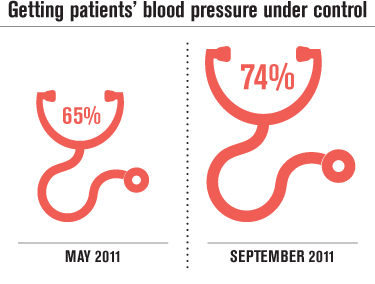 Getting patients’ blood pressure under control
65%
74%
MAY 2011
SEPTEMBER 2011